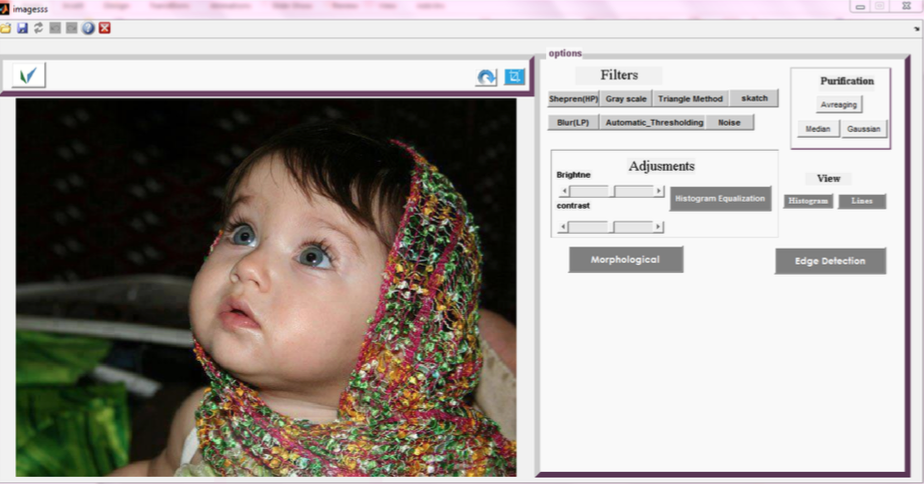 imagesss
options
Filters
Shepren(HP) Gray scale Triangle Method skatch
Blur(LP) Automatic_Thresholding Noise
Purification
Avreaging
Median Gaussian
Adjusments
Brightne
Histogram Equalization
contrast
View
Histogram Lines
Morphological
Edge Detection